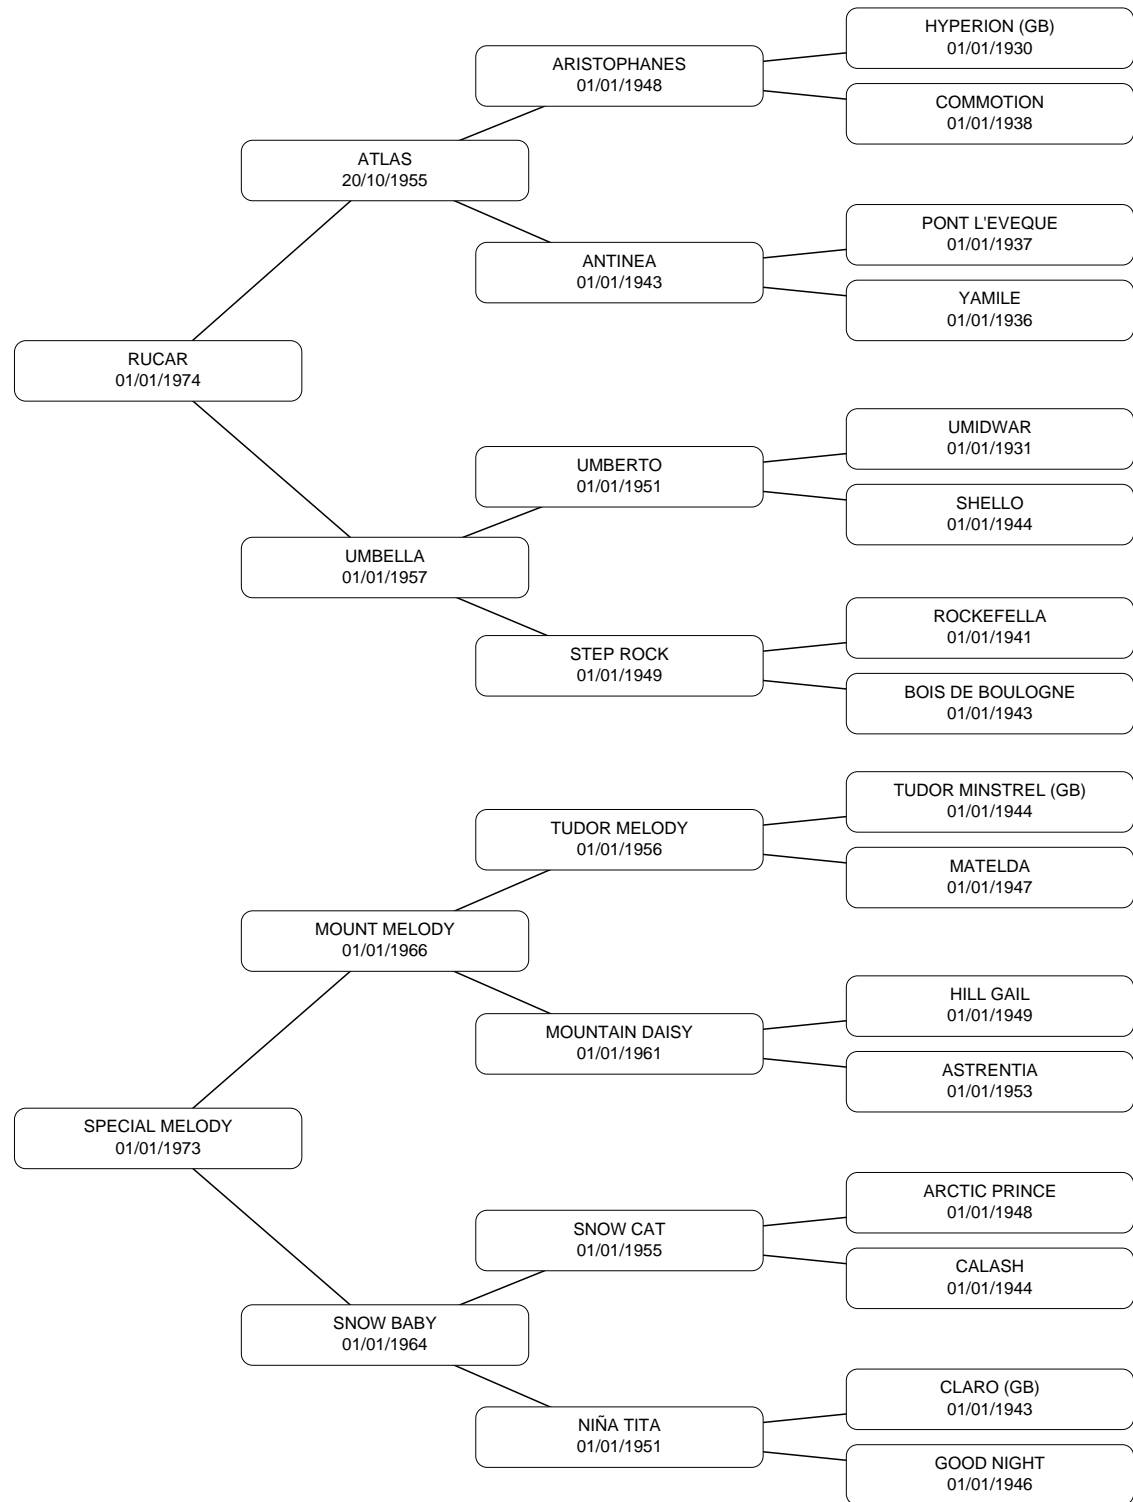 HYPERION (GB)
01/01/1930
ARISTOPHANES
01/01/1948
COMMOTION
01/01/1938
ATLAS
20/10/1955
PONT L'EVEQUE
01/01/1937
ANTINEA
01/01/1943
YAMILE
01/01/1936
RUCAR
01/01/1974
UMIDWAR
01/01/1931
UMBERTO
01/01/1951
SHELLO
01/01/1944
UMBELLA
01/01/1957
ROCKEFELLA
01/01/1941
STEP ROCK
01/01/1949
BOIS DE BOULOGNE
01/01/1943
TUDOR MINSTREL (GB)
01/01/1944
TUDOR MELODY
01/01/1956
MATELDA
01/01/1947
MOUNT MELODY
01/01/1966
HILL GAIL
01/01/1949
MOUNTAIN DAISY
01/01/1961
ASTRENTIA
01/01/1953
SPECIAL MELODY
01/01/1973
ARCTIC PRINCE
01/01/1948
SNOW CAT
01/01/1955
CALASH
01/01/1944
SNOW BABY
01/01/1964
CLARO (GB)
01/01/1943
NIÑA TITA
01/01/1951
GOOD NIGHT
01/01/1946